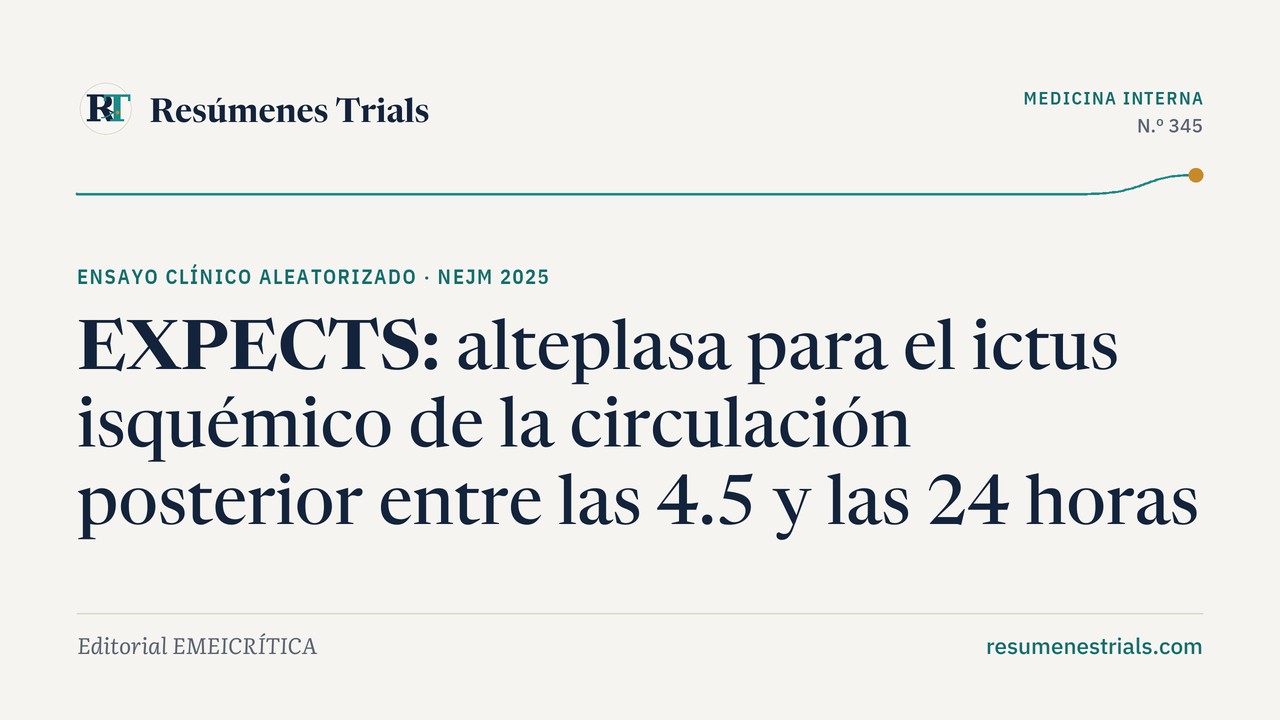 RT Resúmenes Trials
MEDICINA INTERNA
N.º 345
ENSAYO CLÍNICO ALEATORIZADO · NEJM 2025
EXPECTS: alteplasa para el ictus
isquémico de la circulación
posterior entre las 4.5 y las 24 horas
Editorial EMEICRÍTICA
resumenestrials.com